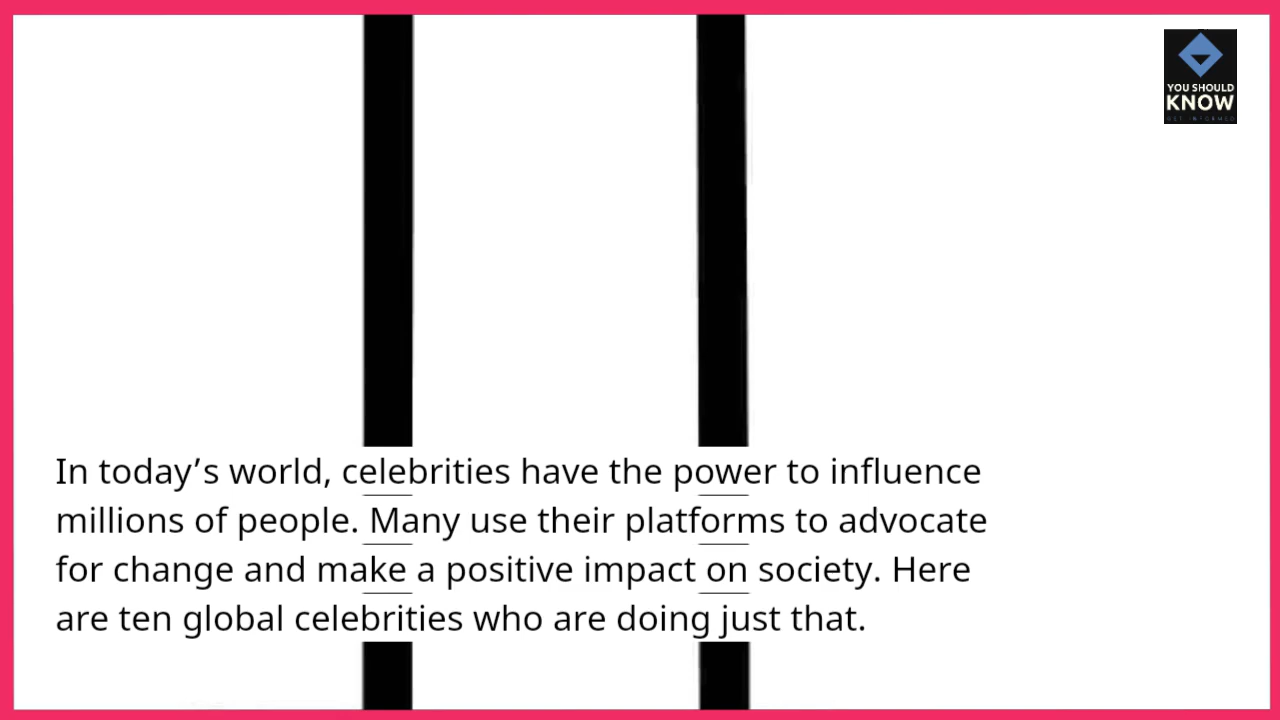 YOU SHOULD
KNOW
GET INFORMED
In today’s world, celebrities have the power to influence
millions of people. Many use their platforms to advocate
for change and make a positive impact on society. Here
are ten global celebrities who are doing just that.